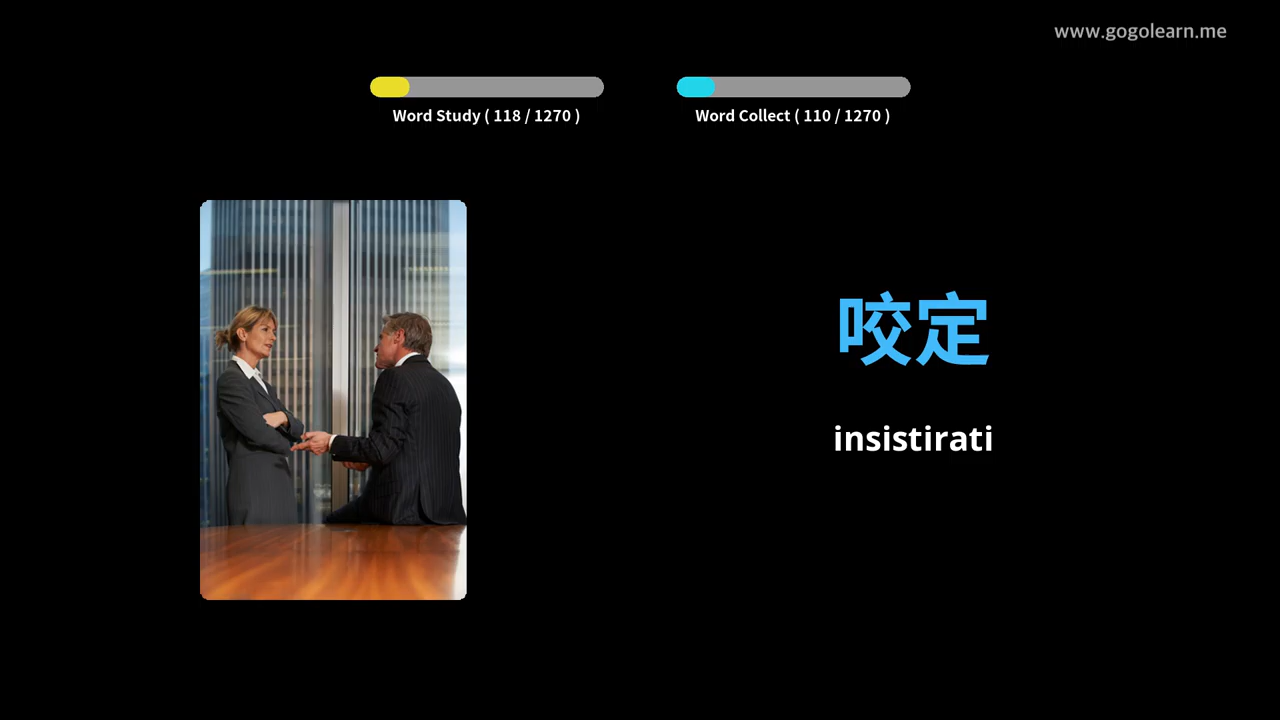 www.gogolearn.me
Word Study ( 118 / 1270 )
Word Collect ( 110 / 1270 )
咬定
insistirati